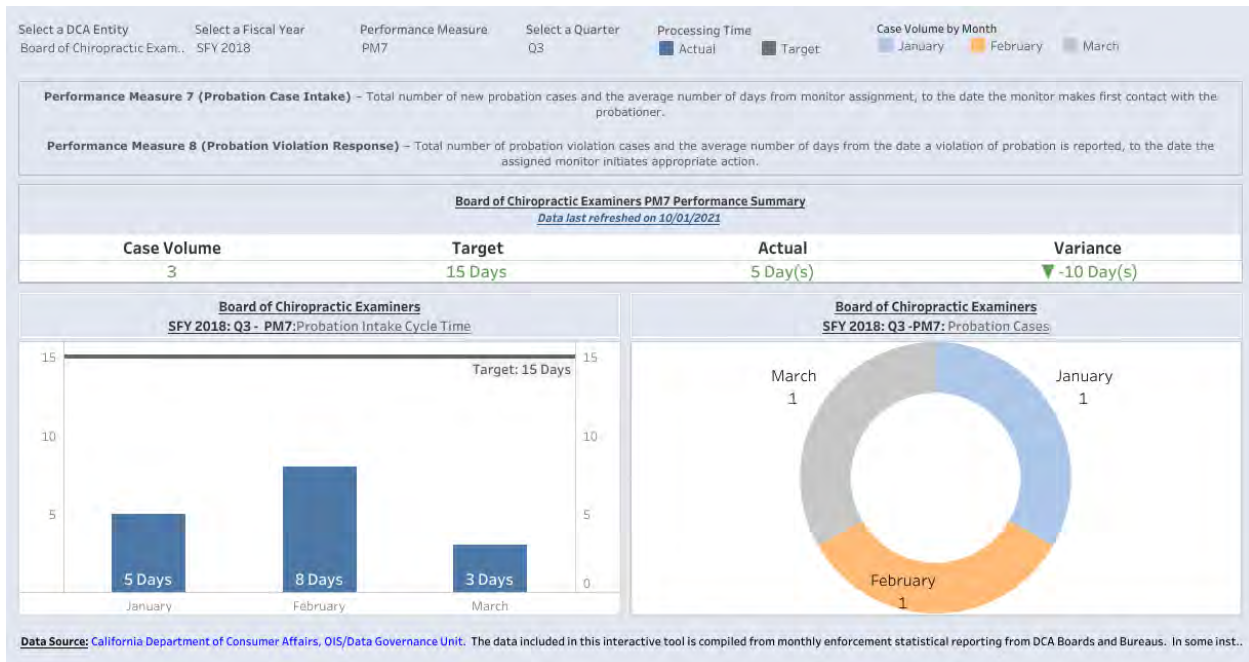 Select a DCA Entity Select a Fiscal Year Performance Measure Select a Quarter Processing Time Case Volume by Month
Board of Chiropractic Exam.. SFY 2018 PM7 Q3 Actual Target January February March
Performance Measure 7 (Probation Case Intake) – Total number of new probation cases and the average number of days from monitor assignment, to the date the monitor makes first contact with the
probationer.
Performance Measure 8 (Probation Violation Response) – Total number of probation violation cases and the average number of days from the date a violation of probation is reported, to the date the
assigned monitor initiates appropriate action.
Board of Chiropractic Examiners PM7 Performance Summary
Data last refreshed on 10/01/2021
Case Volume Target Actual Variance
3 15 Days 5 Day(s) ▼ -10 Day(s)
Board of Chiropractic Examiners
SFY 2018: Q3 - PM7:Probation Intake Cycle Time
15 15
Target: 15 Days
10 10
5 5
5 Days 8 Days 3 Days 0
January February March
Board of Chiropractic Examiners
SFY 2018: Q3 -PM7: Probation Cases
March January
1 1
February
1
Data Source: California Department of Consumer Affairs, OIS/Data Governance Unit. The data included in this interactive tool is compiled from monthly enforcement statistical reporting from DCA Boards and Bureaus. In some inst..